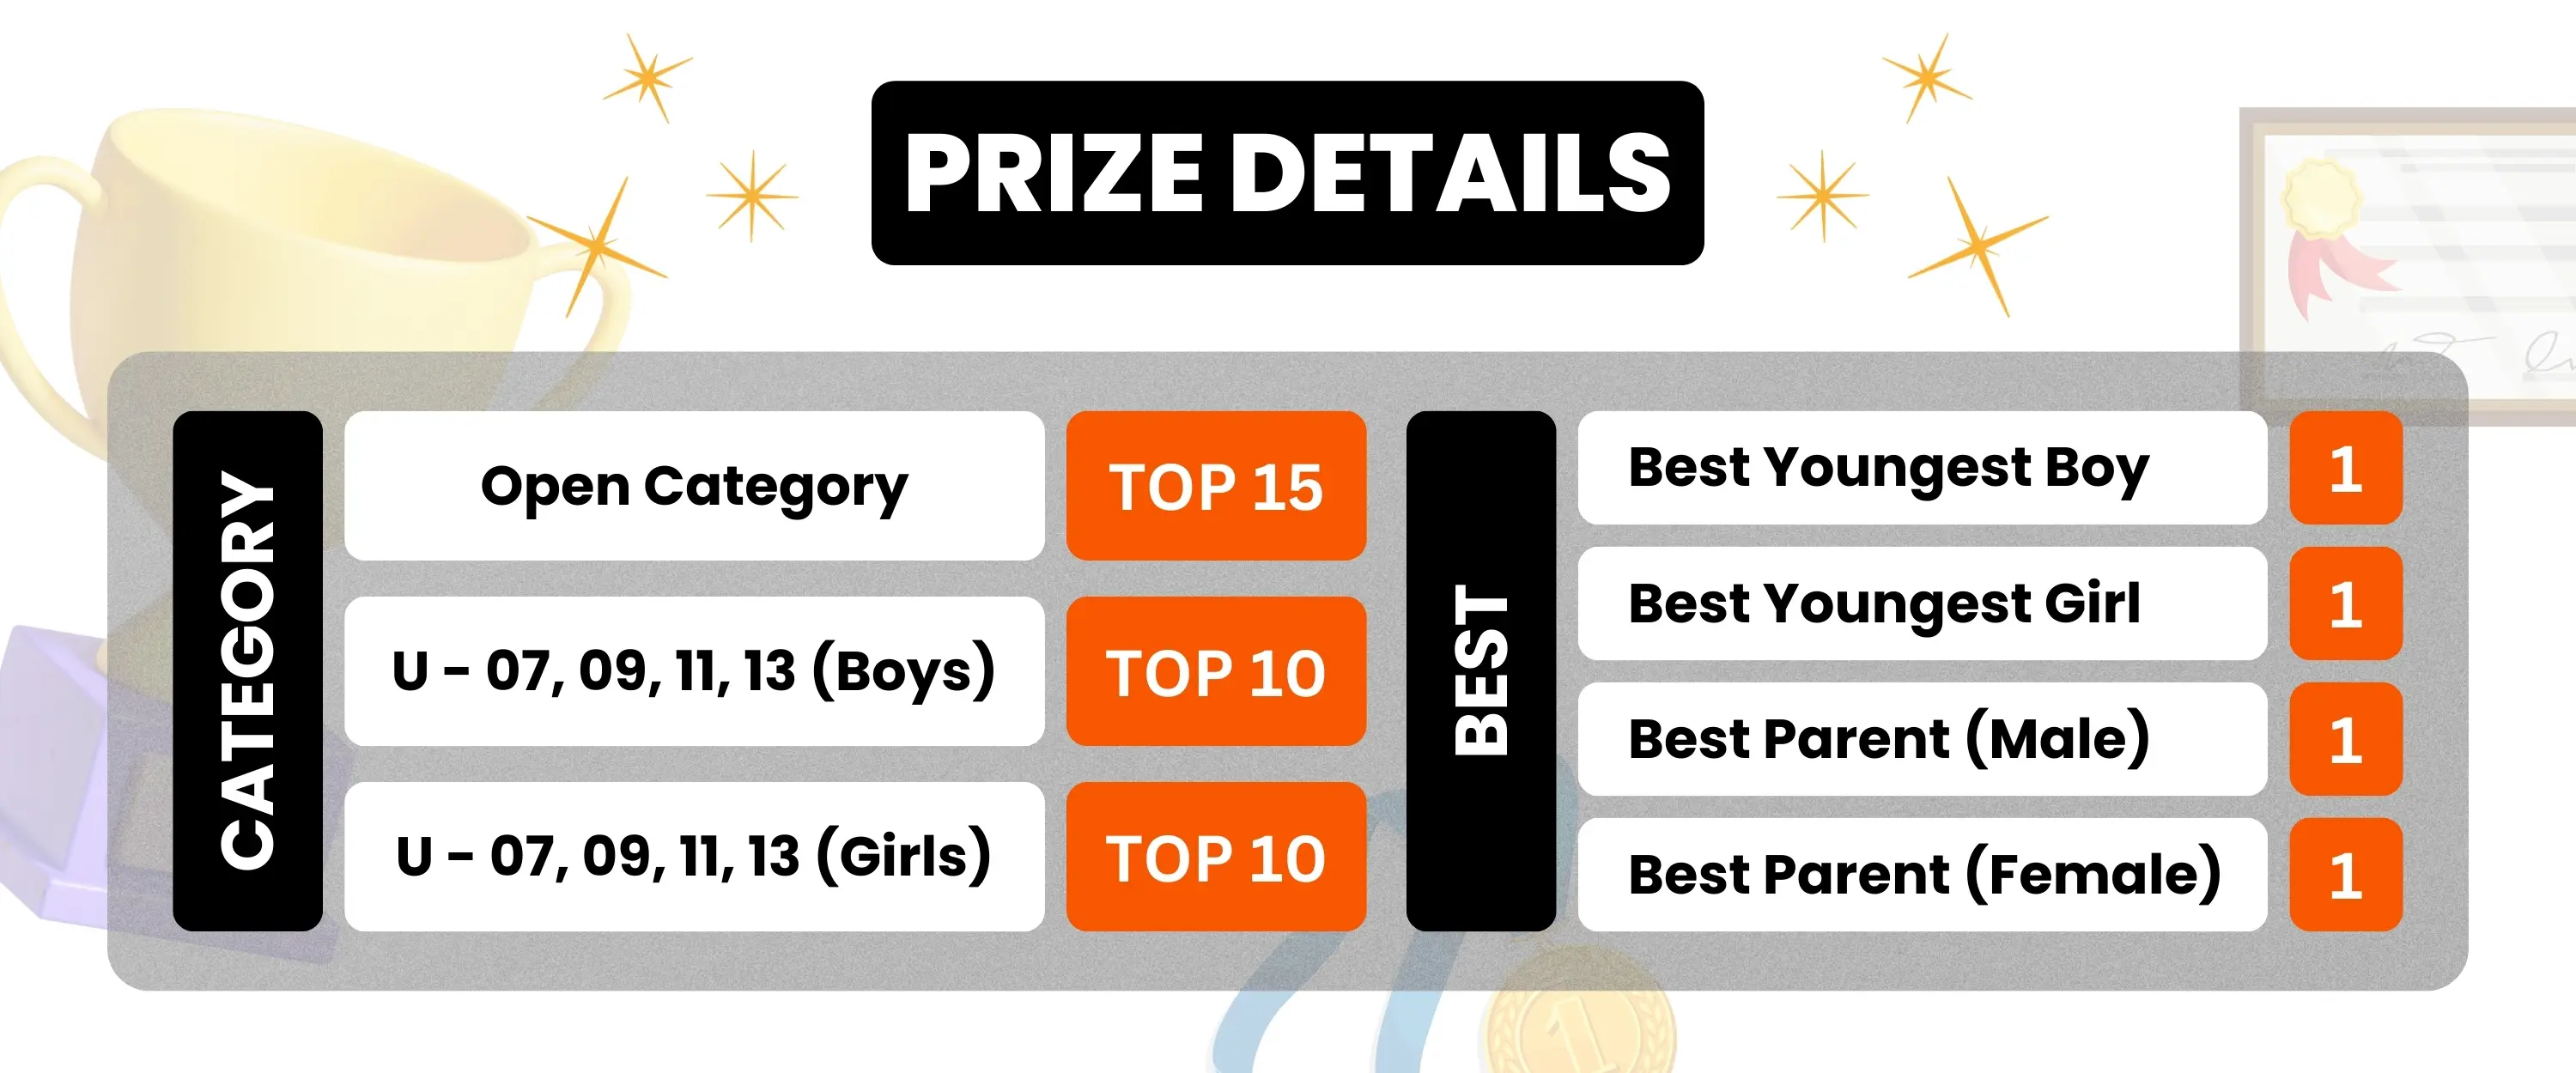 PRIZE DETAILS
CATEGORY
Open Category
TOP 15
U - 07, 09, 11, 13 (Boys)
TOP 10
U - 07, 09, 11, 13 (Girls)
TOP 10
BEST
Best Youngest Boy
1
Best Youngest Girl
1
Best Parent (Male)
1
Best Parent (Female)
1
1